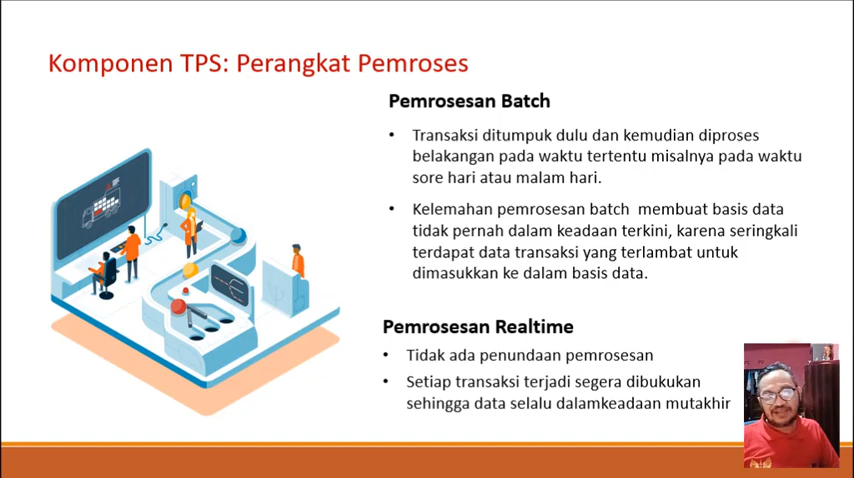 Komponen TPS: Perangkat Pemroses
Pemrosesan Batch
• Transaksi ditumpuk dulu dan kemudian diproses
belakangan pada waktu tertentu misalnya pada waktu
sore hari atau malam hari.
• Kelemahan pemrosesan batch membuat basis data
tidak pernah dalam keadaan terkini, karena seringkali
terdapat data transaksi yang terlambat untuk
dimasukkan ke dalam basis data.
Pemrosesan Realtime
• Tidak ada penundaan pemrosesan
• Setiap transaksi terjadi segera dibukukan
sehingga data selalu dalamkeadaan mutakhir